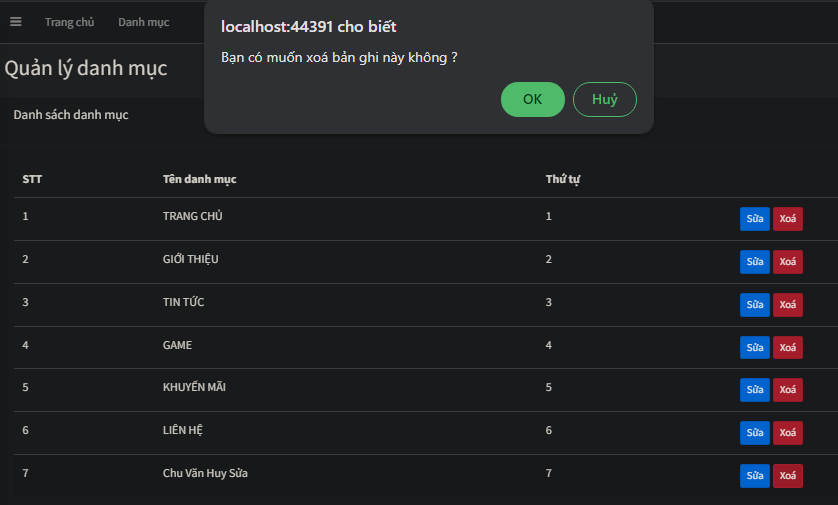 localhost:44391 cho biết
Bạn có muốn xoá bản ghi này không ?
OK Huỷ
Trang chủ Danh mục
Quản lý danh mục
Danh sách danh mục
STT Tên danh mục Thứ tự
1 TRANG CHỦ 1 Sửa Xoá
2 GIỚI THIỆU 2 Sửa Xoá
3 TIN TỨC 3 Sửa Xoá
4 GAME 4 Sửa Xoá
5 KHUYẾN MÃI 5 Sửa Xoá
6 LIÊN HỆ 6 Sửa Xoá
7 Chu Văn Huy Sửa 7 Sửa Xoá